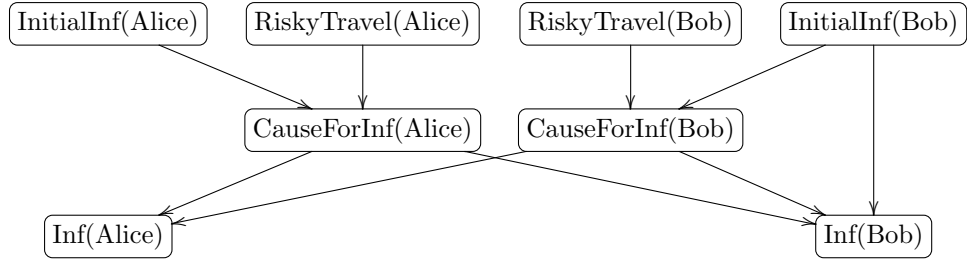 InitialInf(Alice) RiskyTravel(Alice) RiskyTravel(Bob) InitialInf(Bob)
CauseForInf(Alice) CauseForInf(Bob)
Inf(Alice) Inf(Bob)